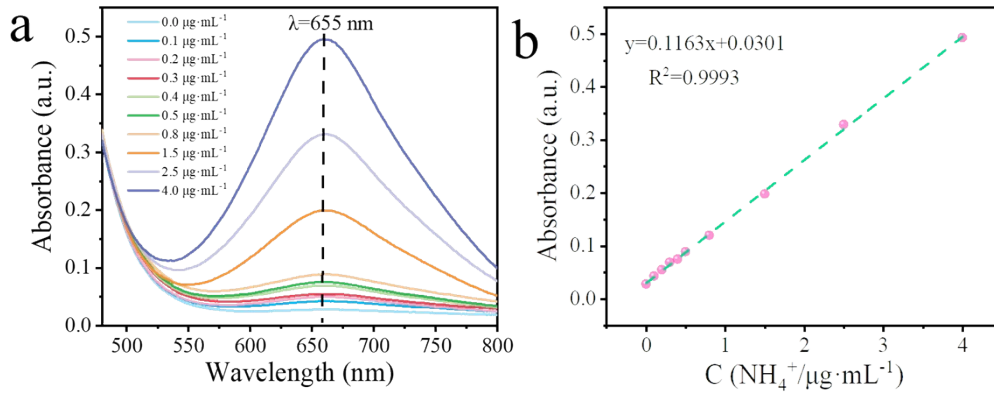 a
λ=655 nm
0.0 μg·mL⁻¹
0.1 μg·mL⁻¹
0.2 μg·mL⁻¹
0.3 μg·mL⁻¹
0.4 μg·mL⁻¹
0.5 μg·mL⁻¹
0.8 μg·mL⁻¹
1.5 μg·mL⁻¹
2.5 μg·mL⁻¹
4.0 μg·mL⁻¹
Absorbance (a.u.)
0.5
0.4
0.3
0.2
0.1
0.0
500 550 600 650 700 750 800
Wavelength (nm)
b
y=0.1163x+0.0301
R²=0.9993
Absorbance (a.u.)
0.5
0.4
0.3
0.2
0.1
0.0
0 1 2 3 4
C (NH₄⁺/μg·mL⁻¹)